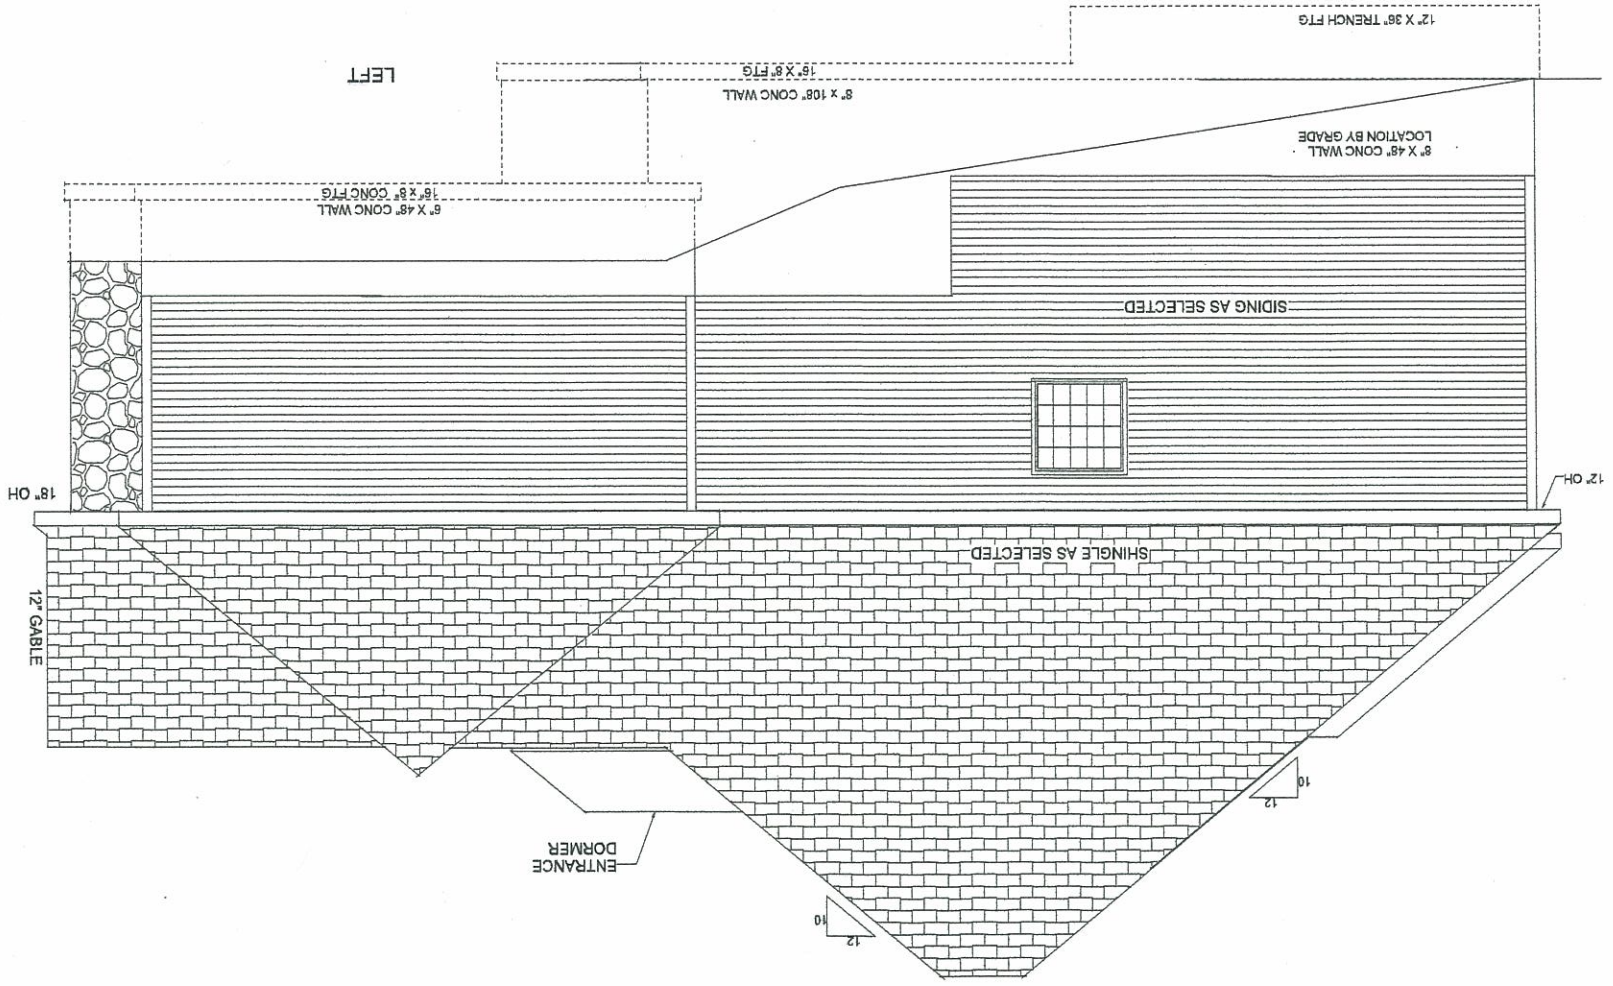 12
10
ENTRANCE
DORMER
12
10
12" GABLE
SHINGLE AS SELECTED
12" OH
18" OH
SIDING AS SELECTED
6" X 48" CONC WALL
16" x 8" CONC FTG
8" X 48" CONC WALL
LOCATION BY GRADE
8" x 108" CONC WALL
16" X 8" FTG
LEFT
12" X 36" TRENCH FTG